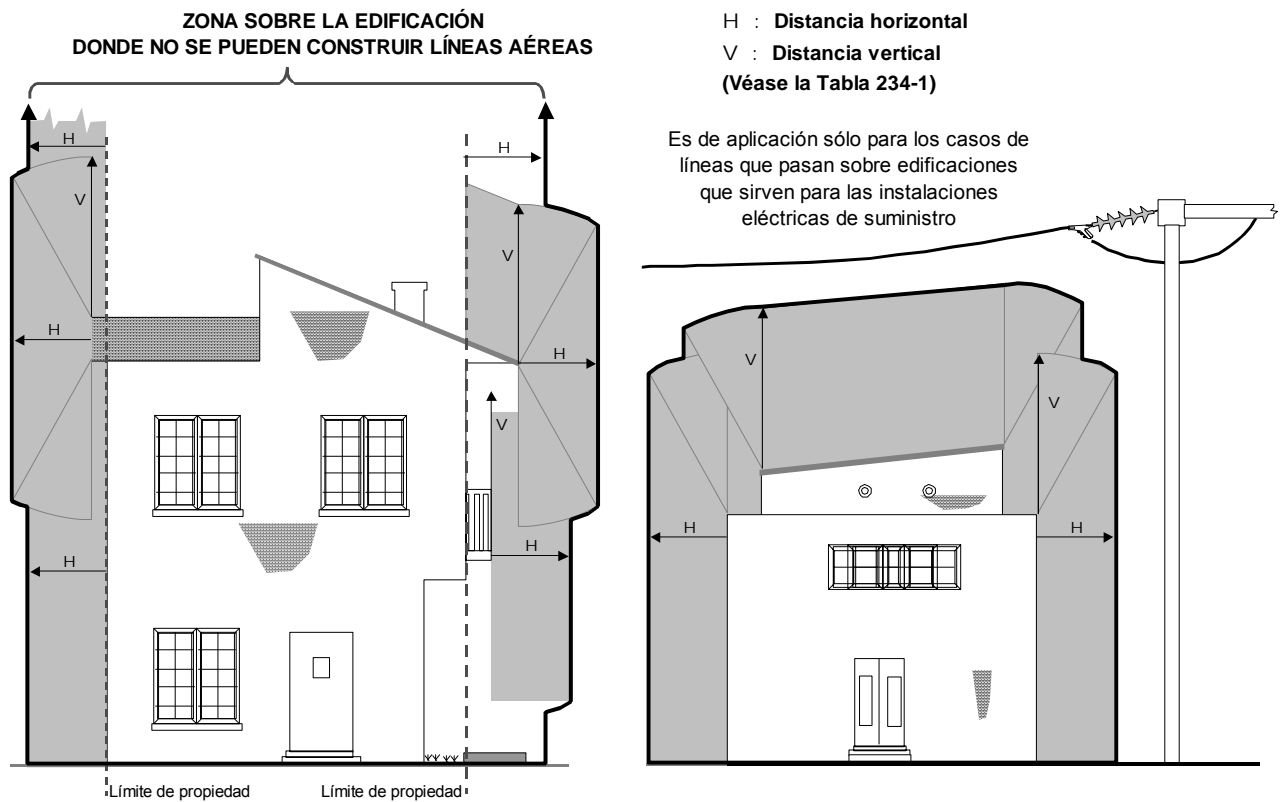 ZONA SOBRE LA EDIFICACIÓN
DONDE NO SE PUEDEN CONSTRUIR LÍNEAS AÉREAS
H : Distancia horizontal
V : Distancia vertical
(Véase la Tabla 234-1)
Es de aplicación sólo para los casos de
líneas que pasan sobre edificaciones
que sirven para las instalaciones
eléctricas de suministro
H
H
V
V
H
H
V
H
H
V
V
H
H
Límite de propiedad
Límite de propiedad